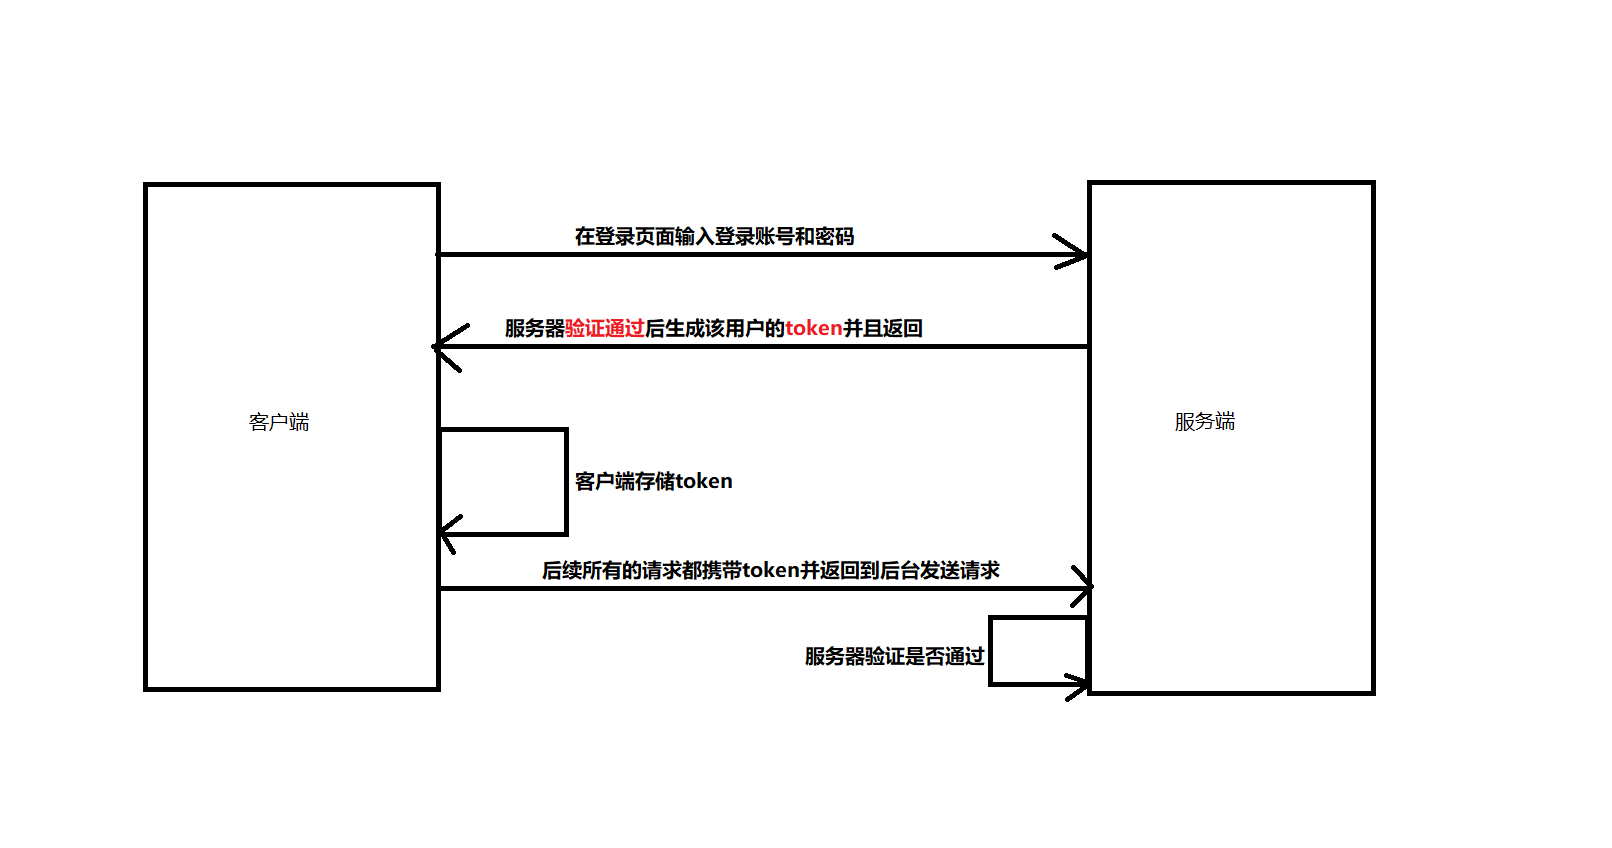 在登录页面输入登录账号和密码
服务器验证通过后生成该用户的token并且返回
客户端
服务端
客户端存储token
后续所有的请求都携带token并返回到后台发送请求
服务器验证是否通过